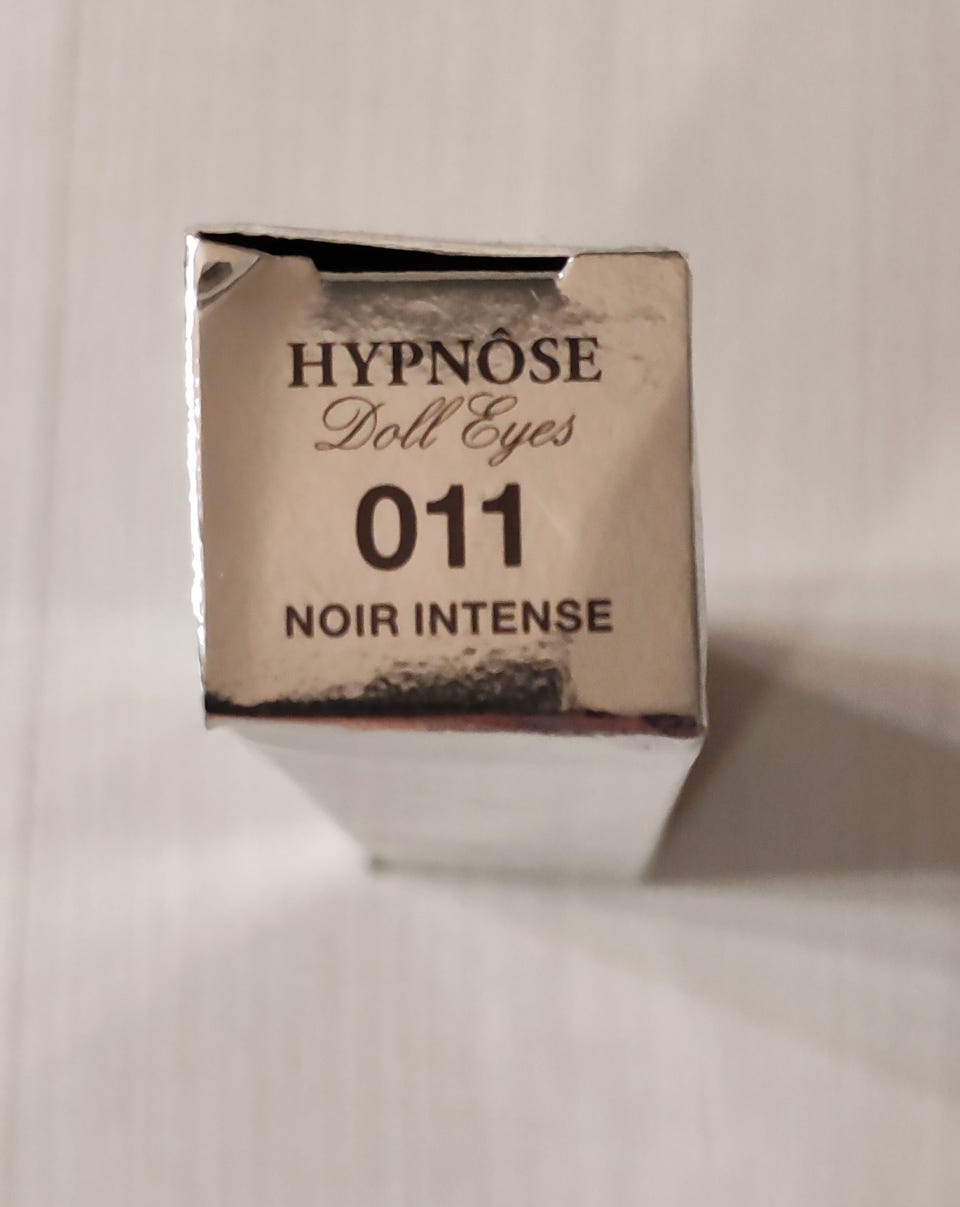 HYPNÔSE
Doll Eyes
011
NOIR INTENSE